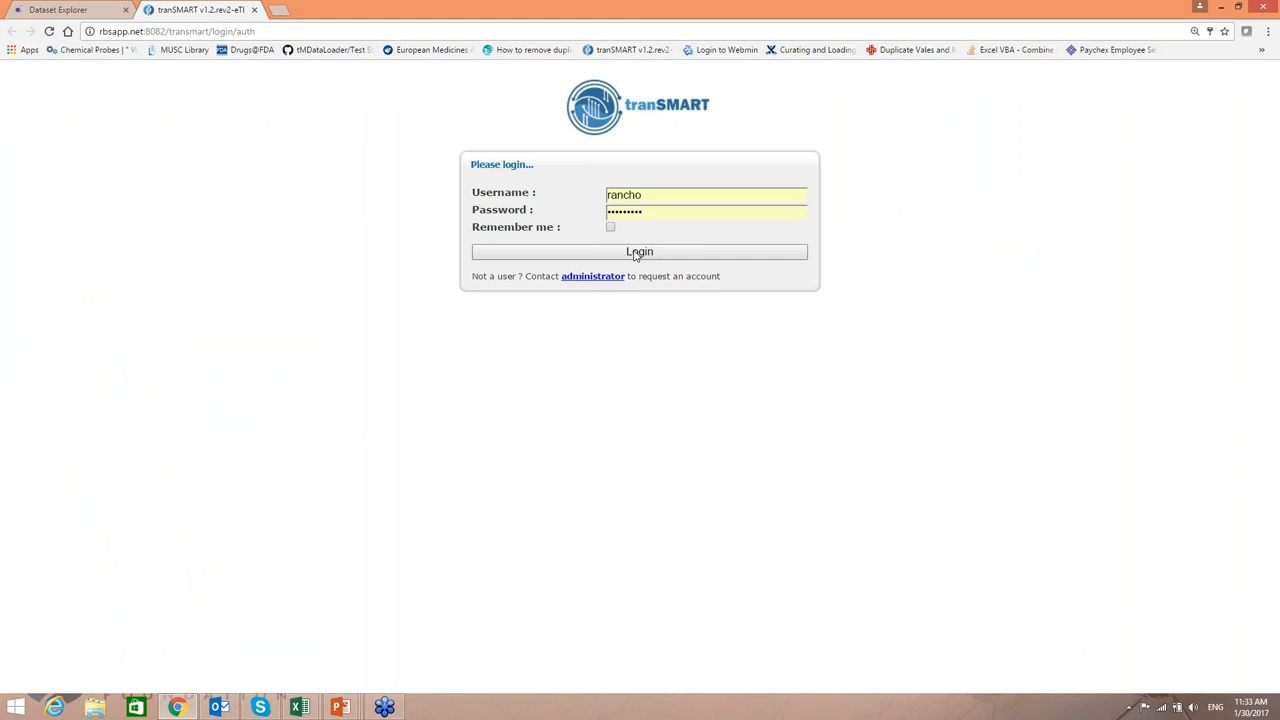 Dataset Explorer
tranSMART v1.2.rev2-eTI
rbsapp.net:8082/transmart/login/auth
Apps Chemical Probes | " MUSC Library Drugs@FDA tMDataLoader/Test S European Medicines A How to remove duplic tranSMART v1.2.rev2- Login to Webmin Curating and Loading Duplicate Vales and M Excel VBA - Combine Paychex Employee Se »
tranSMART
Please login...
Username : rancho
Password : •••••••••
Remember me :
Login
Not a user ? Contact administrator to request an account
ENG
11:33 AM
1/30/2017